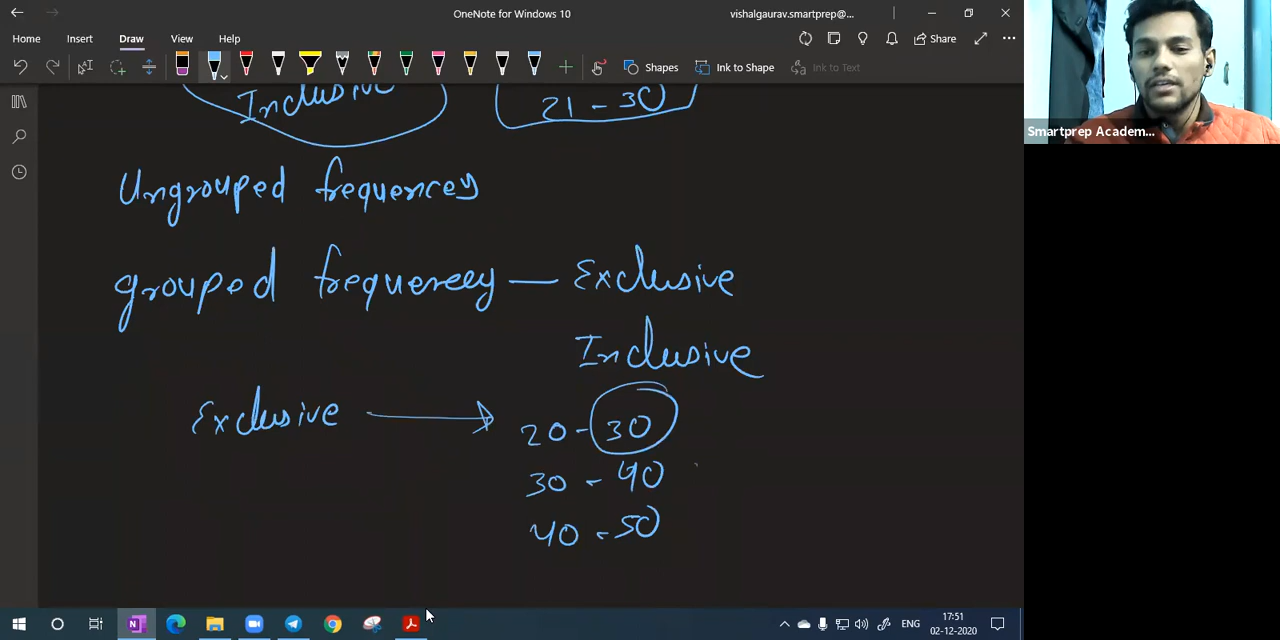 OneNote for Windows 10
vishalgaurav.smartprep@...
Home Insert Draw View Help
Share
Shapes
Ink to Shape
Ink to Text
Inclusive
21 - 30
Smartprep Academ...
Ungrouped frequences
grouped frequency — Exclusive
Inclusive
Exclusive → 20 - 30
30 - 40
40 - 50
ENG
17:51
02-12-2020